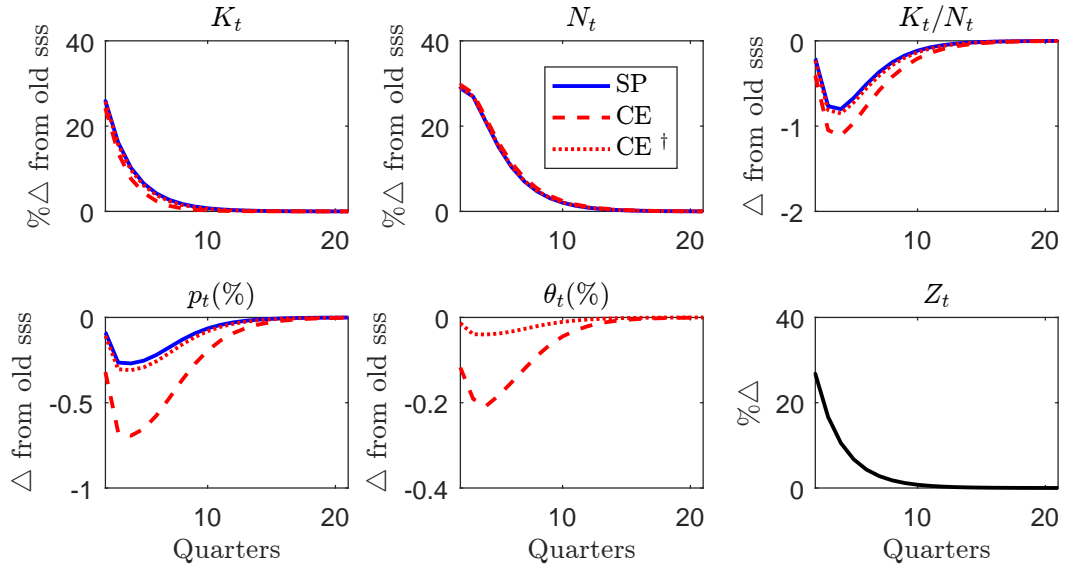 K_t
N_t
K_t/N_t
%△ from old sss
40
20
0
10
20
%△ from old sss
40
20
0
10
20
SP
CE
CE †
△ from old sss
0
-1
-2
10
20
p_t(%)
θ_t(%)
Z_t
△ from old sss
0
-0.5
-1
10
20
Quarters
△ from old sss
0
-0.2
-0.4
10
20
Quarters
%△
40
20
0
10
20
Quarters